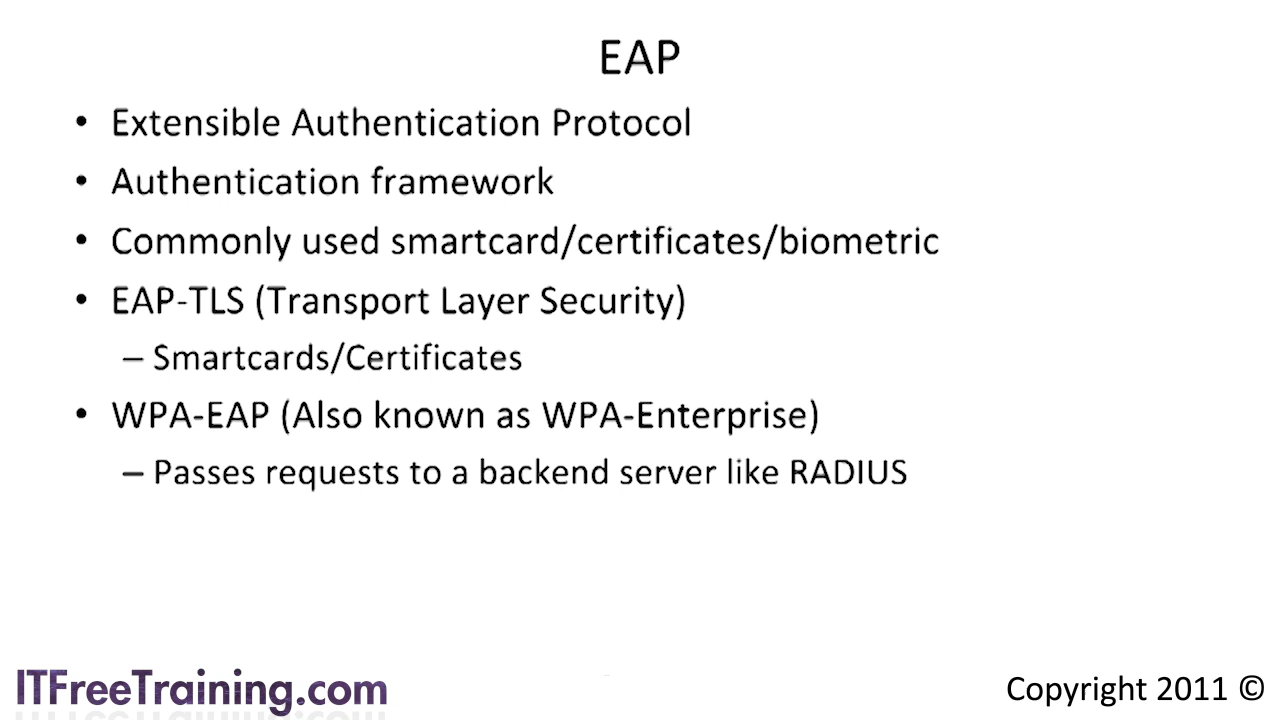 EAP
• Extensible Authentication Protocol
• Authentication framework
• Commonly used smartcard/certificates/biometric
• EAP-TLS (Transport Layer Security)
– Smartcards/Certificates
• WPA-EAP (Also known as WPA-Enterprise)
– Passes requests to a backend server like RADIUS
ITFreeTraining.com
Copyright 2011 ©